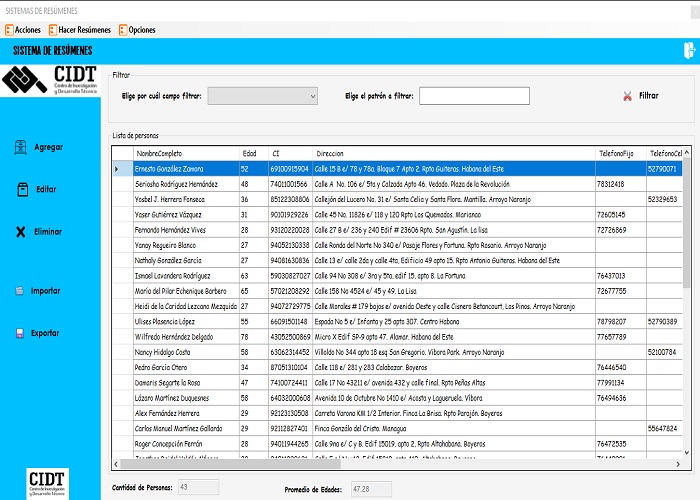 SISTEMAS DE RESÚMENES
Acciones Hacer Resúmenes Opciones
SISTEMA DE RESÚMENES
CIDT
Centro de Investigación
y Desarrollo Técnico
Agregar
Editar
Eliminar
Importar
Exportar
Filtrar
Elige por cuál campo filtrar: Elige el patrón a filtrar: Filtrar
Lista de personas
NombreCompleto Edad CI Direccion TelefonoFijo TelefonoCel
Ernesto González Zamora 52 69100915904 Calle 15 B e/ 78 y 78a, Bloque 7 Apto 2. Rpto Guiteras. Habana del Este 52790071
Seriosha Rodríguez Hernández 48 74011001566 Calle A No. 106 e/ 5ta y Calzada Apto 46. Vedado. Plaza de la Revolución 78312418
Yosbel J. Herrera Fonseca 36 85122308806 Callejón del Lucero No. 31 e/ Santa Celia y Santa Flora. Mantilla. Arroyo Naranjo 52329653
Yaser Gutiérrez Vázquez 31 90101929226 Calle 45 No. 11826 e/ 118 y 120 Rpto Los Quemados. Marianao 72605145
Fernando Hernández Vives 28 93120220028 Calle 27 B e/ 236 y 240 Edif # 23606 Rpto. San Agustín. La lisa 72726869
Yanay Regueiro Blanco 27 94052130338 Calle Ronda del Norte No 340 e/ Pasaje Flores y Fortuna. Rpto Rosario. Arroyo Naranjo
Nathaly González García 27 94081630836 Calle 13 e/ calle 2da y calle 4ta, Edificio 49 apto 15. Rpto Antonio Guiteras. Habana del Este
Ismael Lavandera Rodríguez 63 59030827027 Calle 94 No 308 e/ 3ra y 5ta, edif 15, apto 8. La Fortuna 76437013
María del Pilar Echenique Barbero 65 57021208292 Calle 158 No 4524 e/ 45 y 49. La Lisa 72677755
Heidi de la Caridad Lezcano Mezquida 27 94072729775 Calle Morales # 179 bajos e/ avenida Oeste y calle Cisnero Betancourt, Los Pinos. Arroyo Naranjo
Ulises Plasencia López 55 66091501148 Espada No 5 e/ Infanta y 25 apto 307. Centro Habana 78798207 52790389
Wilfredo Hernández Delgado 78 43052500869 Micro X Edif SP-9 apto 47. Alamar. Habana del Este 77657789
Nancy Hidalgo Costa 58 63062314452 Villalda No 344 apto 18 esq San Gregorio. Víbora Park. Arroyo Naranjo 52100784
Pedro García Otero 34 87051310104 Calle 118 e/ 281 y 283 Calabazar. Boyeros 76446540
Damaris Segarte la Rosa 47 74100724411 Calle 17 No 43211 e/ avenida 432 y calle final. Rpto Peñas Altas 77991134
Lázaro Martínez Duquesnes 58 64032000608 Avenida 10 de Octubre No 1410 e/ Acosta y Lagueruela. Víbora 76494636
Alex Fernández Herrera 29 92123130508 Carreta Varona KM 1/2 Interior. Finca La Brisa. Rpto Parajón. Boyeros
Carlos Manuel Martínez Gallardo 29 92112827401 Finca Gonzálo del Cristo. Managua 55647824
Roger Concepción Ferrán 28 94011944265 Calle 9na e/ C y B. Edif 15019, apto 2, Rpto Altahabana. Boyeros 76472535
CIDT
Centro de Investigación
y Desarrollo Técnico
Cantidad de Personas: 43 Promedio de Edades: 47.28